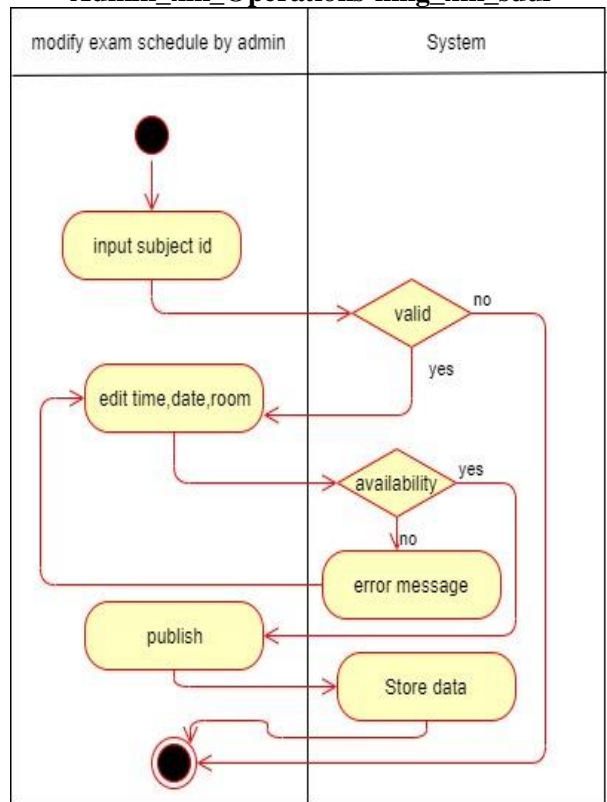 modify exam schedule by admin
System
input subject id
valid
no
yes
edit time,date,room
availability
yes
no
error message
publish
Store data